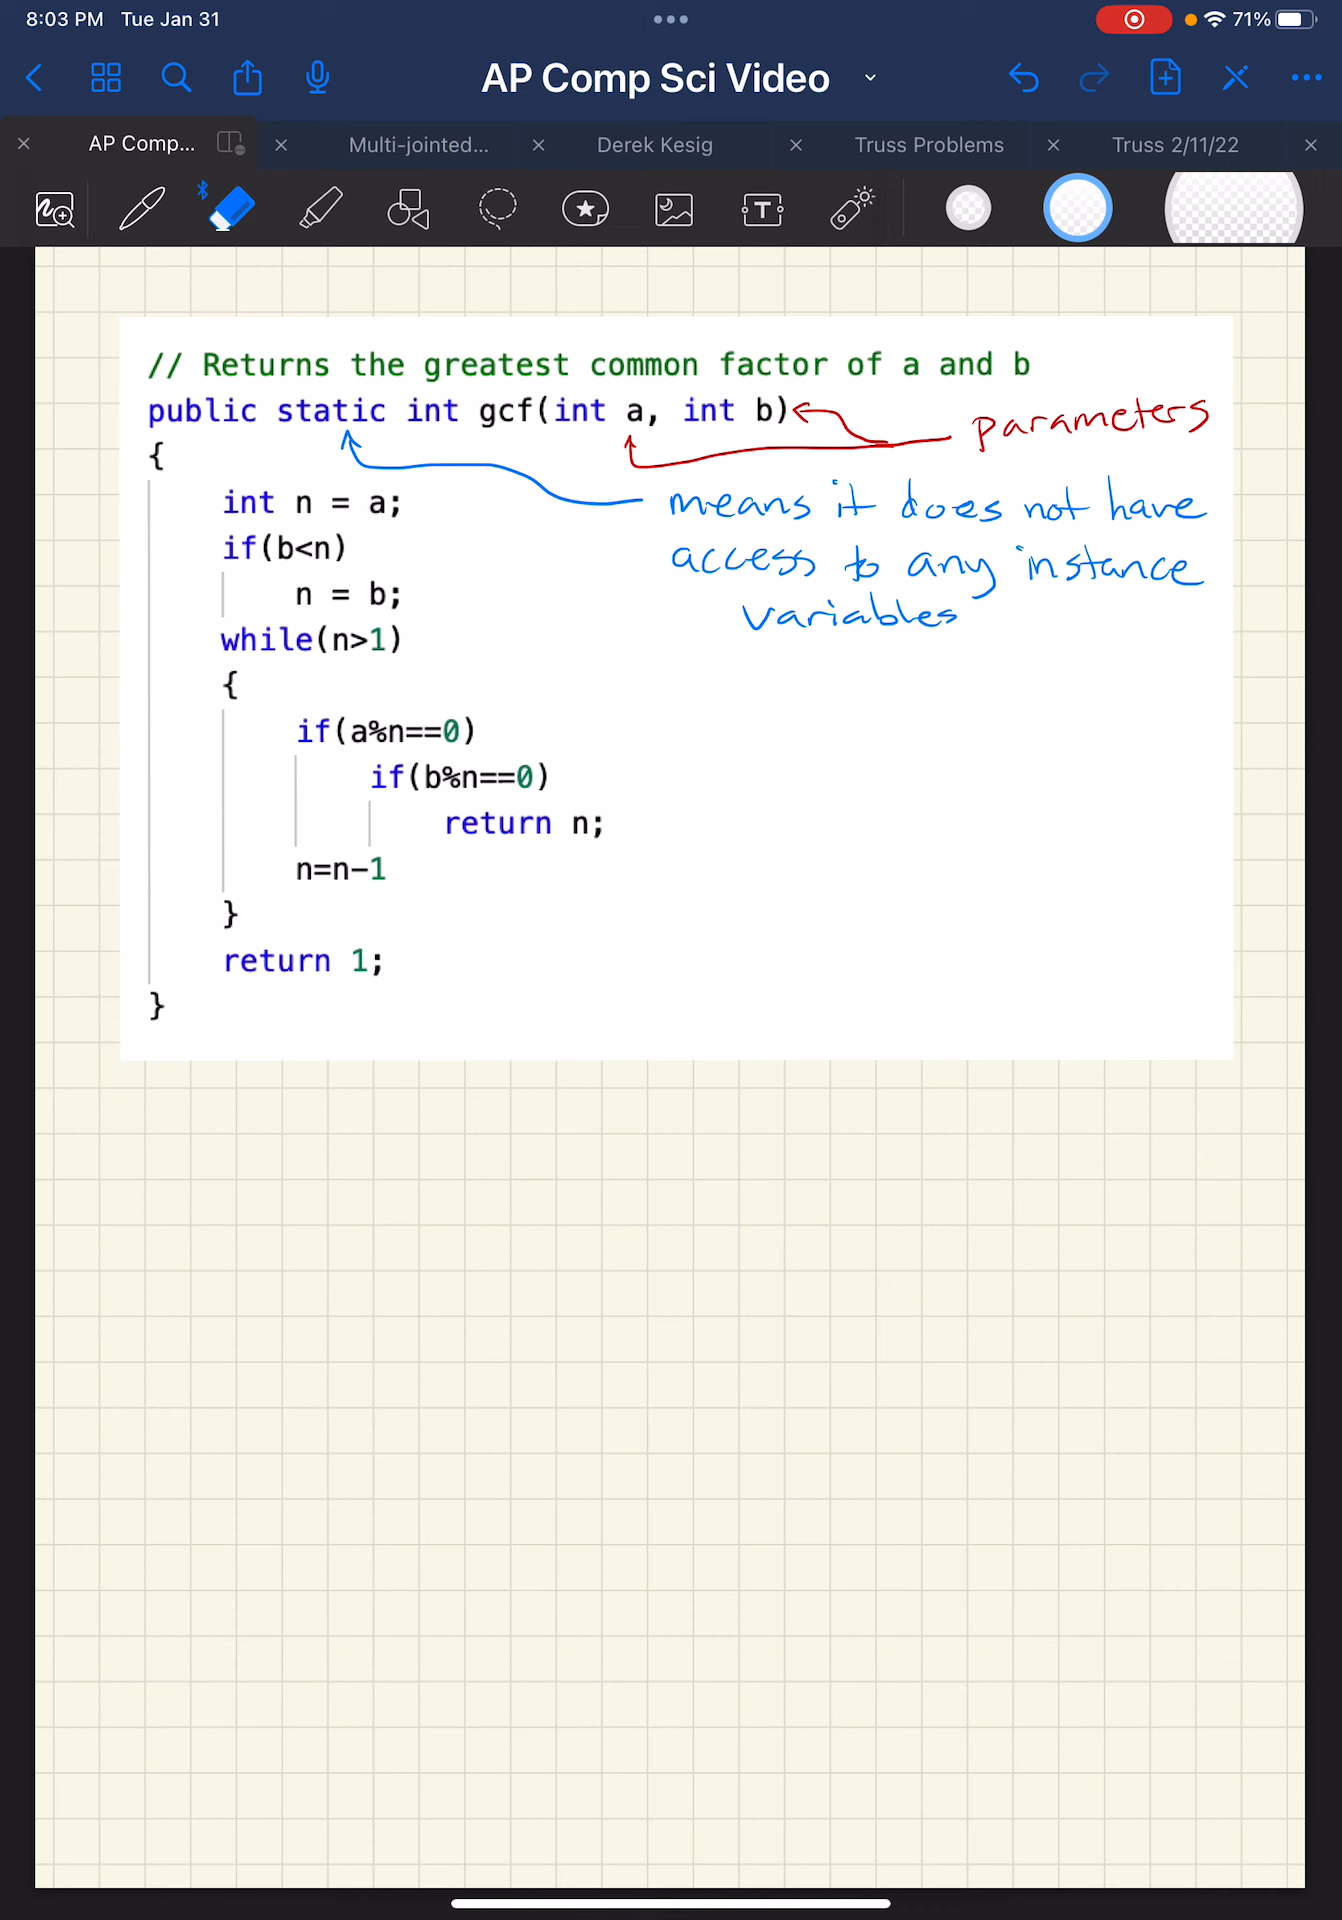 8:03 PM Tue Jan 31
71%
AP Comp Sci Video
AP Comp...
Multi-jointed...
Derek Kesig
Truss Problems
Truss 2/11/22
T
// Returns the greatest common factor of a and b
public static int gcf(int a, int b)
parameters
{
int n = a;
means it does not have
if(b<n)
access to any instance
n = b;
variables
while(n>1)
{
if(a%n==0)
if(b%n==0)
return n;
n=n-1
}
return 1;
}